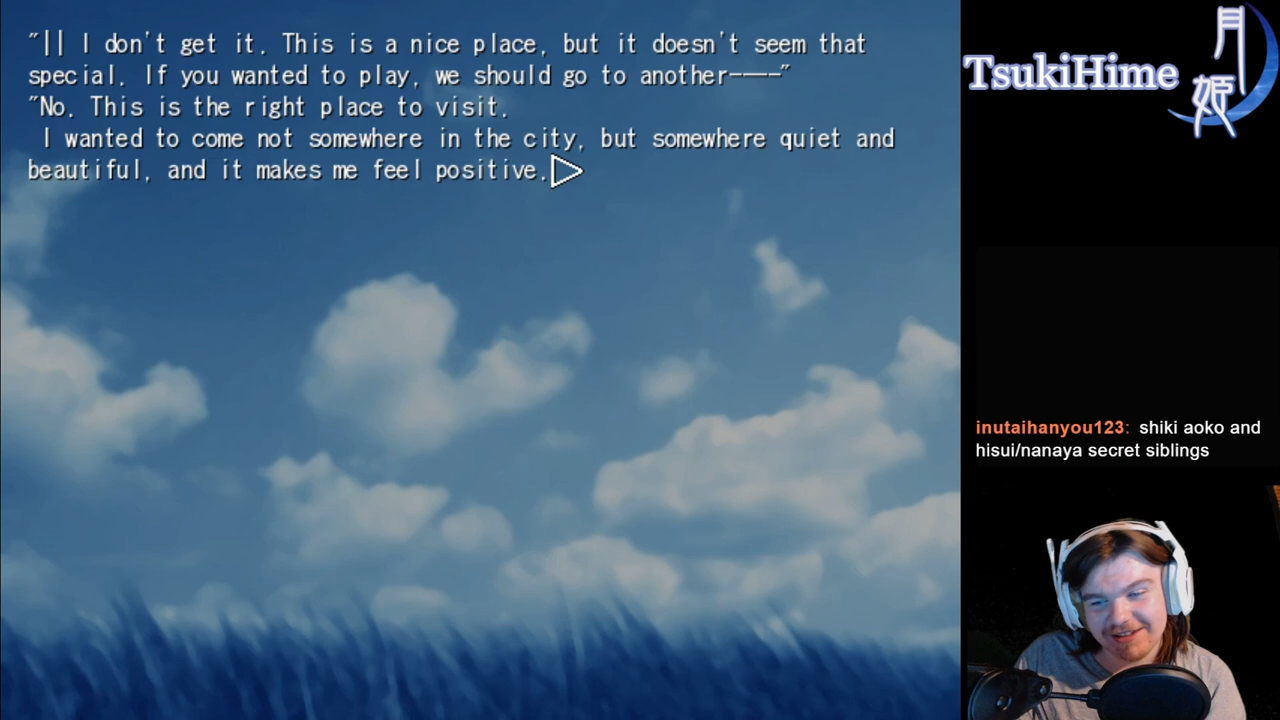 "|| I don't get it. This is a nice place, but it doesn't seem that
special. If you wanted to play, we should go to another————"
"No. This is the right place to visit.
I wanted to come not somewhere in the city, but somewhere quiet and
beautiful, and it makes me feel positive.
TsukiHime
月姫
inutaihanyou123: shiki aoko and
hisui/nanaya secret siblings